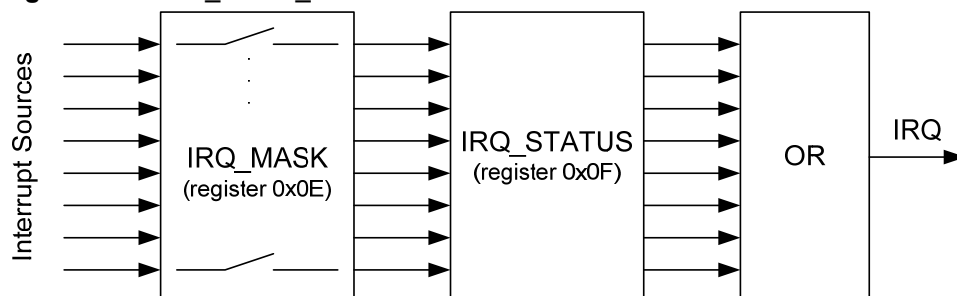 Interrupt Sources
IRQ_MASK
(register 0x0E)
IRQ_STATUS
(register 0x0F)
OR
IRQ